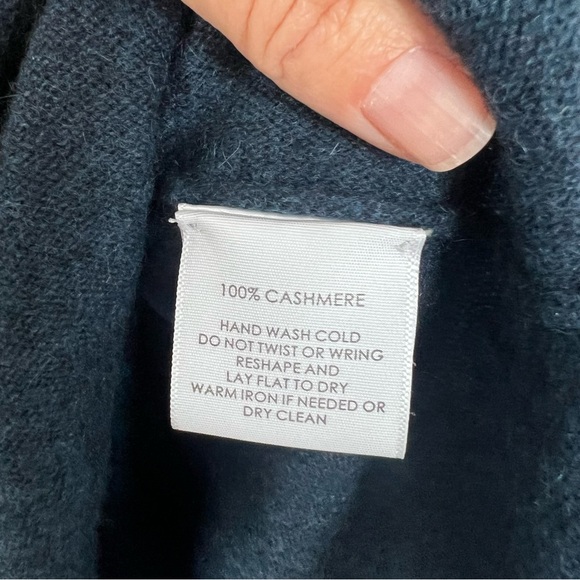 100% CASHMERE
HAND WASH COLD
DO NOT TWIST OR WRING
RESHAPE AND
LAY FLAT TO DRY
WARM IRON IF NEEDED OR
DRY CLEAN